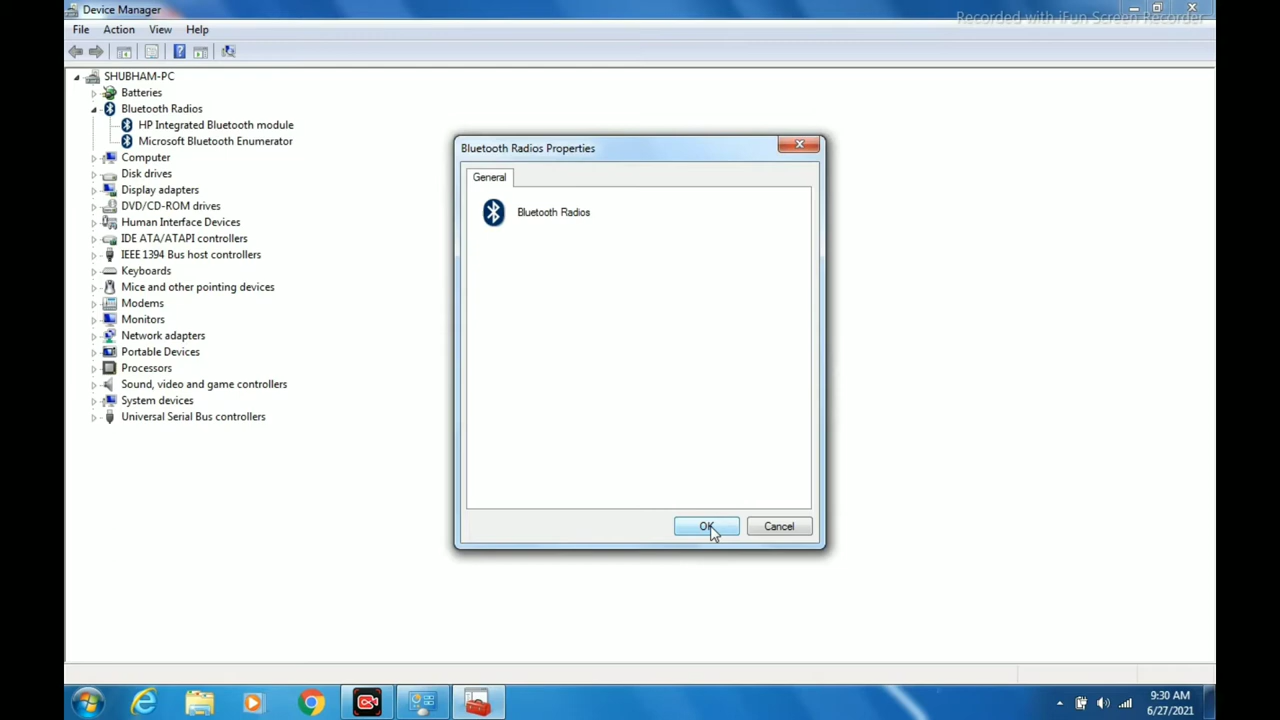 Device Manager
Recorded with iFun Screen Recorder
File Action View Help
SHUBHAM-PC
Batteries
Bluetooth Radios
HP Integrated Bluetooth module
Microsoft Bluetooth Enumerator
Computer
Disk drives
Display adapters
DVD/CD-ROM drives
Human Interface Devices
IDE ATA/ATAPI controllers
IEEE 1394 Bus host controllers
Keyboards
Mice and other pointing devices
Modems
Monitors
Network adapters
Portable Devices
Processors
Sound, video and game controllers
System devices
Universal Serial Bus controllers
Bluetooth Radios Properties
General
Bluetooth Radios
OK Cancel
9:30 AM
6/27/2021